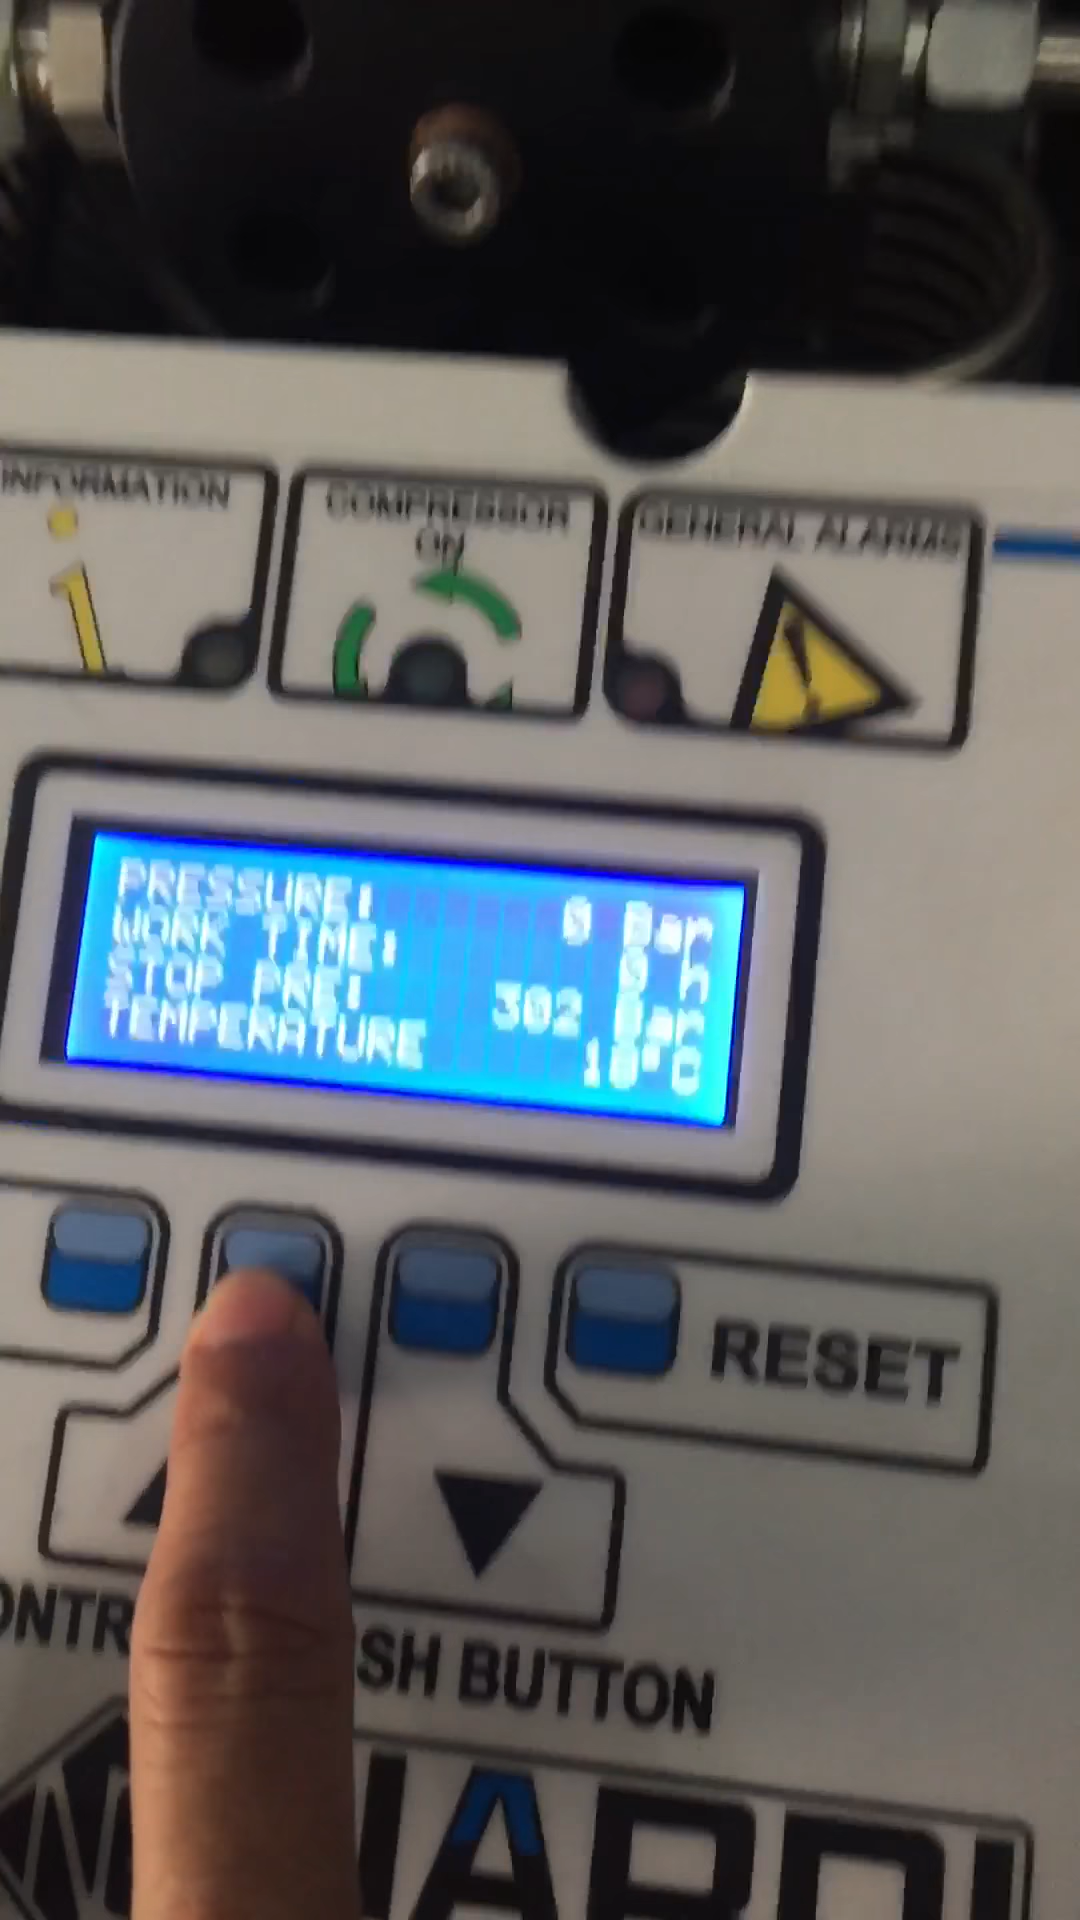 INFORMATION
COMPRESSOR
ON
GENERAL ALARMS
PRESSURE: 0 Bar
WORK TIME: 0 h
STOP PRE: 302 Bar
TEMPERATURE 18°C
RESET
ONTR SH BUTTON